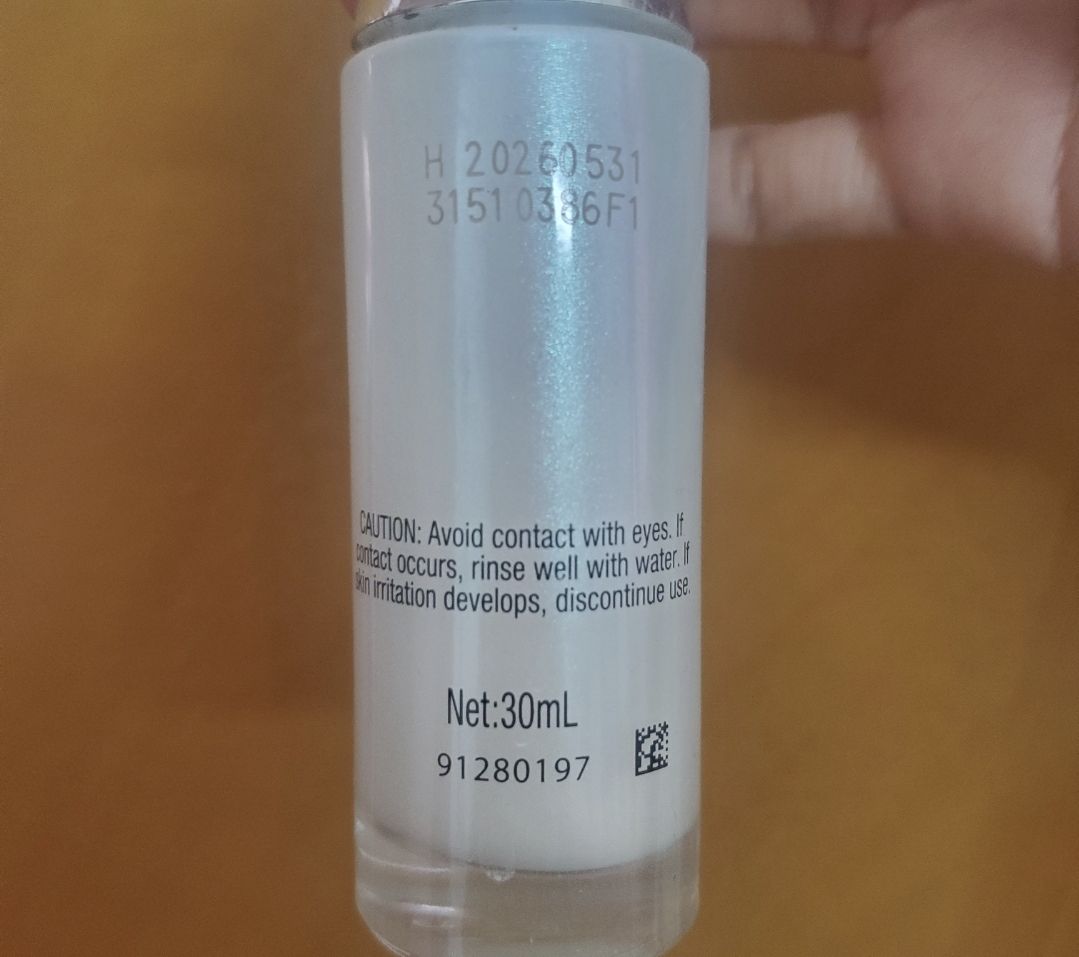 H 20260531
3151 0386F1
CAUTION: Avoid contact with eyes. If
contact occurs, rinse well with water. If
skin irritation develops, discontinue use.
Net:30mL
91280197